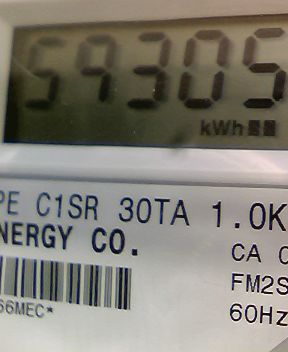 59305
kWh
PE C1SR 30TA 1.0K
NERGY CO.
CA
FM2S
60Hz
66MEC*